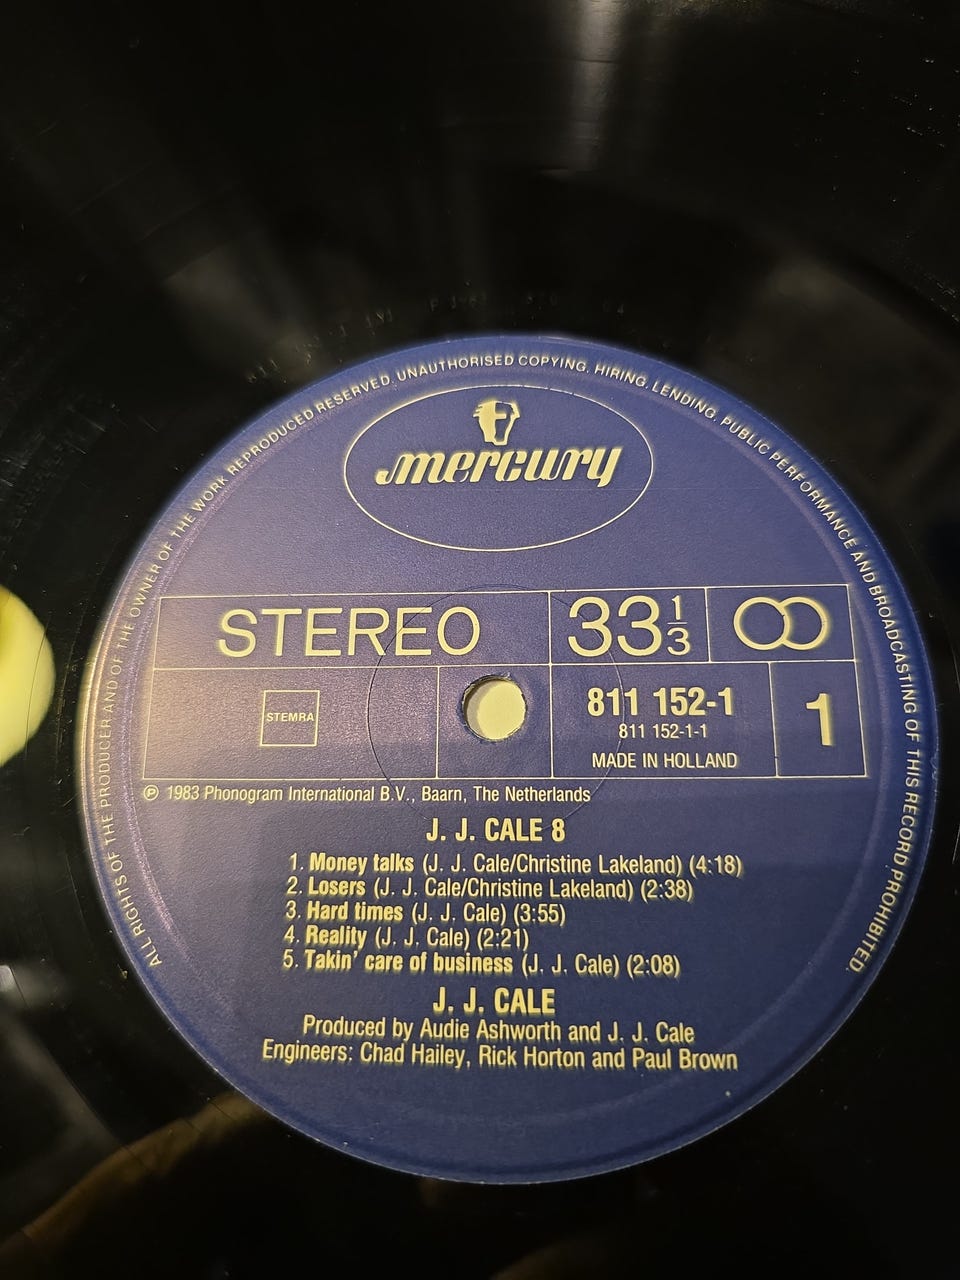 ALL RIGHTS OF THE PRODUCER AND OF THE OWNER OF THE WORK REPRODUCED RESERVED. UNAUTHORISED COPYING, HIRING, LENDING, PUBLIC PERFORMANCE AND BROADCASTING OF THIS RECORD PROHIBITED.
mercury
STEREO 33 1/3
STEMRA
811 152-1
811 152-1-1
MADE IN HOLLAND
1
℗ 1983 Phonogram International B.V., Baarn, The Netherlands
J. J. CALE 8
1. Money talks (J. J. Cale/Christine Lakeland) (4:18)
2. Losers (J. J. Cale/Christine Lakeland) (2:38)
3. Hard times (J. J. Cale) (3:55)
4. Reality (J. J. Cale) (2:21)
5. Takin' care of business (J. J. Cale) (2:08)
J. J. CALE
Produced by Audie Ashworth and J. J. Cale
Engineers: Chad Hailey, Rick Horton and Paul Brown